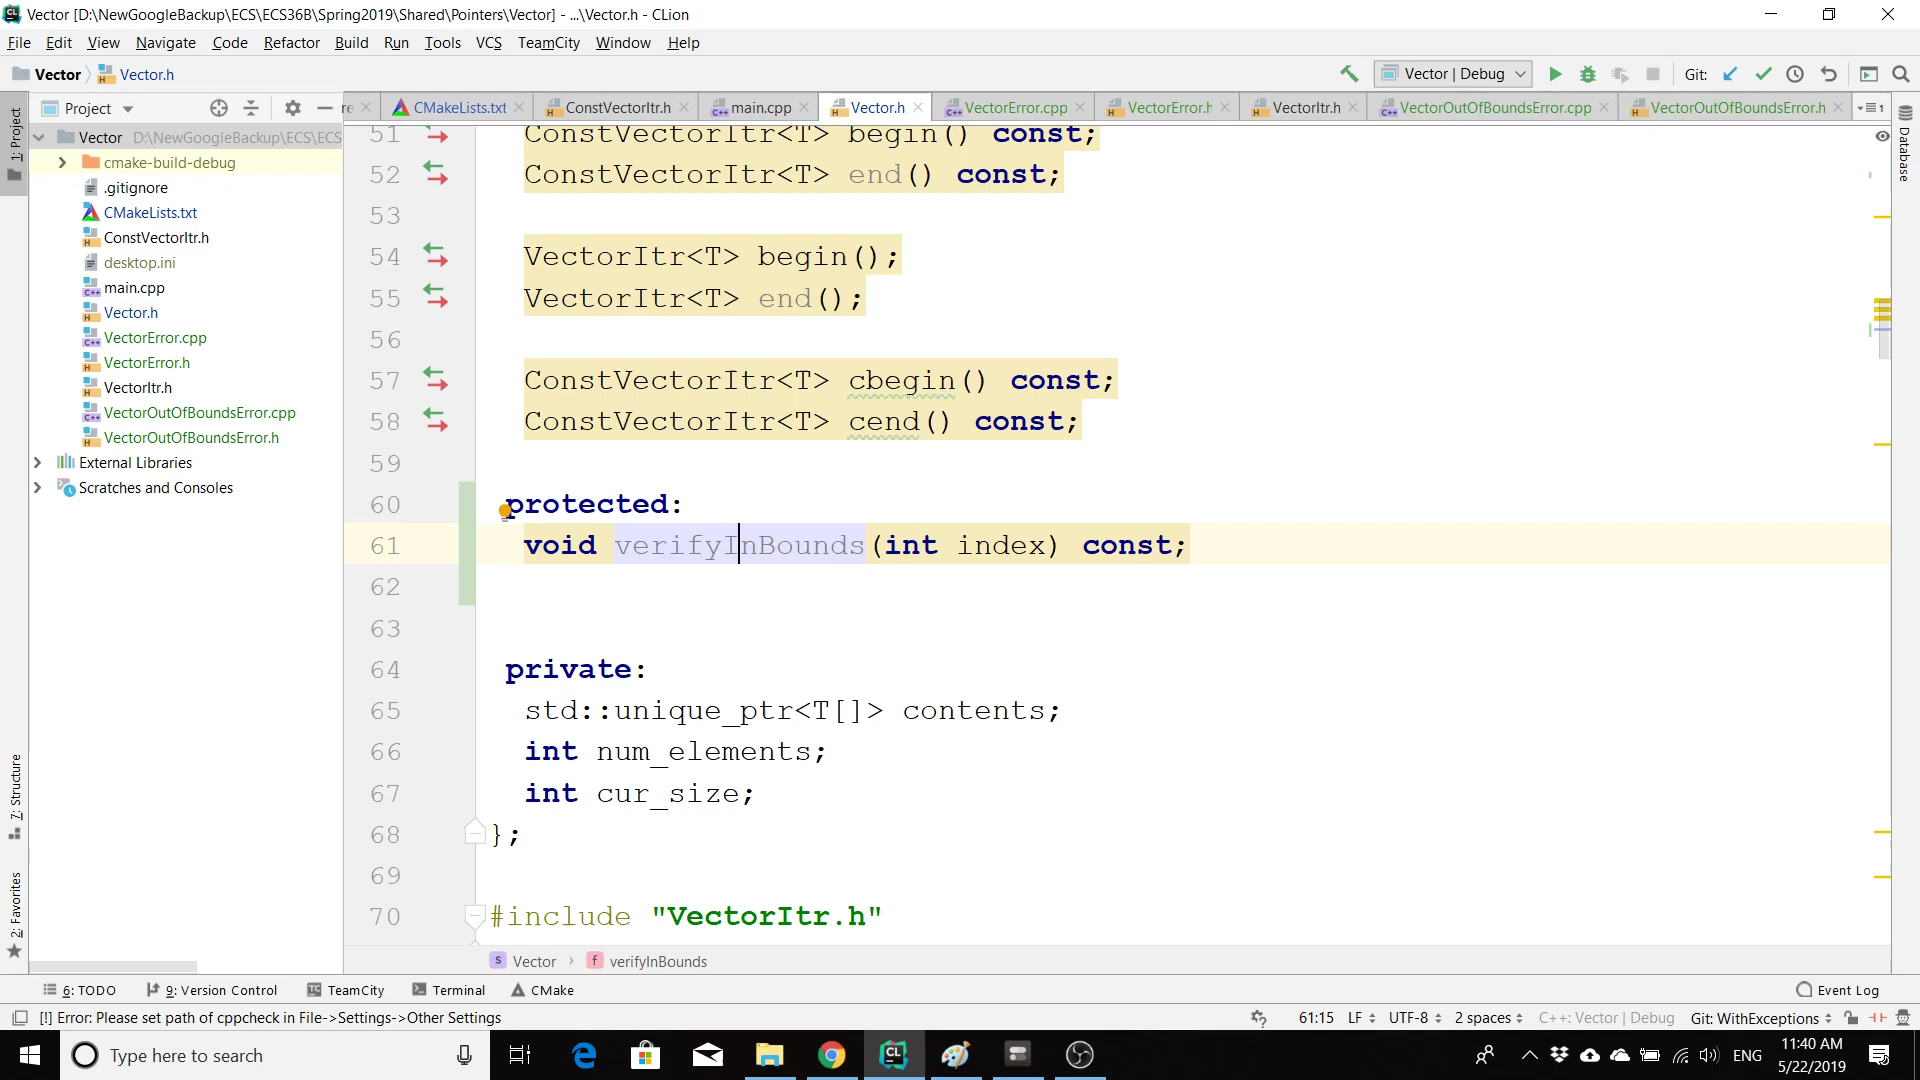 Vector [D:\NewGoogleBackup\ECS\ECS36B\Spring2019\Shared\Pointers\Vector] - ...\Vector.h - CLion
File Edit View Navigate Code Refactor Build Run Tools VCS TeamCity Window Help
Vector Vector.h
Vector | Debug
Git:
1: Project
Project
re CMakeLists.txt ConstVectorItr.h main.cpp Vector.h VectorError.cpp VectorError.h VectorItr.h VectorOutOfBoundsError.cpp VectorOutOfBoundsError.h
Vector D:\NewGoogleBackup\ECS\ECS
cmake-build-debug
.gitignore
CMakeLists.txt
ConstVectorItr.h
desktop.ini
main.cpp
Vector.h
VectorError.cpp
VectorError.h
VectorItr.h
VectorOutOfBoundsError.cpp
VectorOutOfBoundsError.h
External Libraries
Scratches and Consoles
7: Structure
2: Favorites
51 ConstVectorItr<T> begin() const;
52 ConstVectorItr<T> end() const;
53
54 VectorItr<T> begin();
55 VectorItr<T> end();
56
57 ConstVectorItr<T> cbegin() const;
58 ConstVectorItr<T> cend() const;
59
60 protected:
61 void verifyInBounds(int index) const;
62
63
64 private:
65 std::unique_ptr<T[]> contents;
66 int num_elements;
67 int cur_size;
68 };
69
70 #include "VectorItr.h"
Database
S Vector f verifyInBounds
6: TODO 9: Version Control TeamCity Terminal CMake Event Log
[!] Error: Please set path of cppcheck in File->Settings->Other Settings
61:15 LF UTF-8 2 spaces C++: Vector | Debug Git: WithExceptions
Type here to search
ENG
11:40 AM
5/22/2019